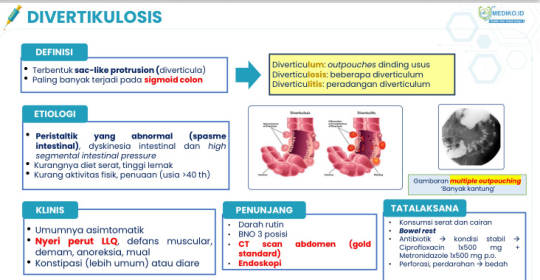 DIVERTIKULOSIS
MEDIKO.ID
DEFINISI
• Terbentuk sac-like protrusion (diverticula)
• Paling banyak terjadi pada sigmoid colon
Diverticulum: outpouches dinding usus
Diverticulosis: beberapa diverticulum
Diverticulitis: peradangan diverticulum
ETIOLOGI
• Peristaltik yang abnormal (spasme
intestinal), dyskinesia intestinal dan high
segmental intestinal pressure
• Kurangnya diet serat, tinggi lemak
• Kurang aktivitas fisik, penuaan (usia >40 th)
Diverticulosis
Diverticulitis
Gambaran multiple outpouching
'Banyak kantung'
KLINIS
• Umumnya asimtomatik
• Nyeri perut LLQ, defans muscular,
demam, anoreksia, mual
• Konstipasi (lebih umum) atau diare
PENUNJANG
• Darah rutin
• BNO 3 posisi
• CT scan abdomen (gold
standard)
• Endoskopi
TATALAKSANA
• Konsumsi serat dan cairan
• Bowel rest
• Antibiotik → kondisi stabil →
Ciprofloxacin 1x500 mg +
Metronidazole 1x500 mg p.o.
• Perforasi, perdarahan → bedah